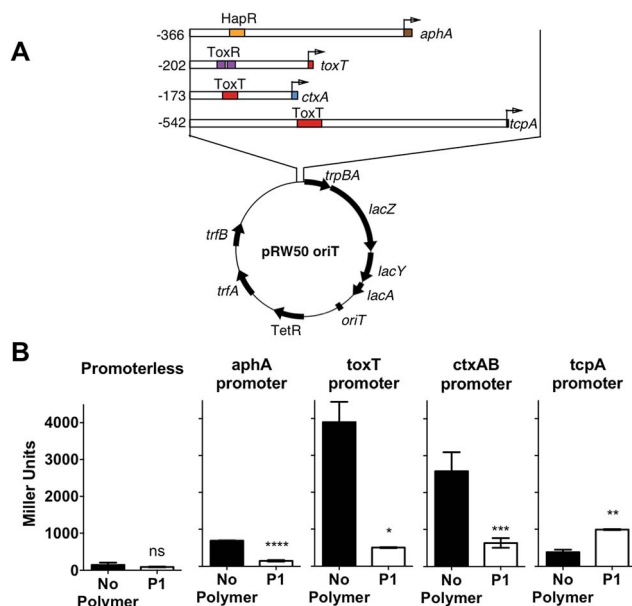 A
HapR
-366
aphA
ToxR
-202
toxT
ToxT
-173
ctxA
ToxT
-542
tcpA
trpBA
lacZ
trfB
pRW50 oriT
lacY
trfA
lacA
oriT
TetR
B
Promoterless
aphA
promoter
toxT
promoter
ctxAB
promoter
tcpA
promoter
Miller Units
4000
3000
2000
1000
0
ns
****
*
***
**
No
Polymer
P1
No
Polymer
P1
No
Polymer
P1
No
Polymer
P1
No
Polymer
P1